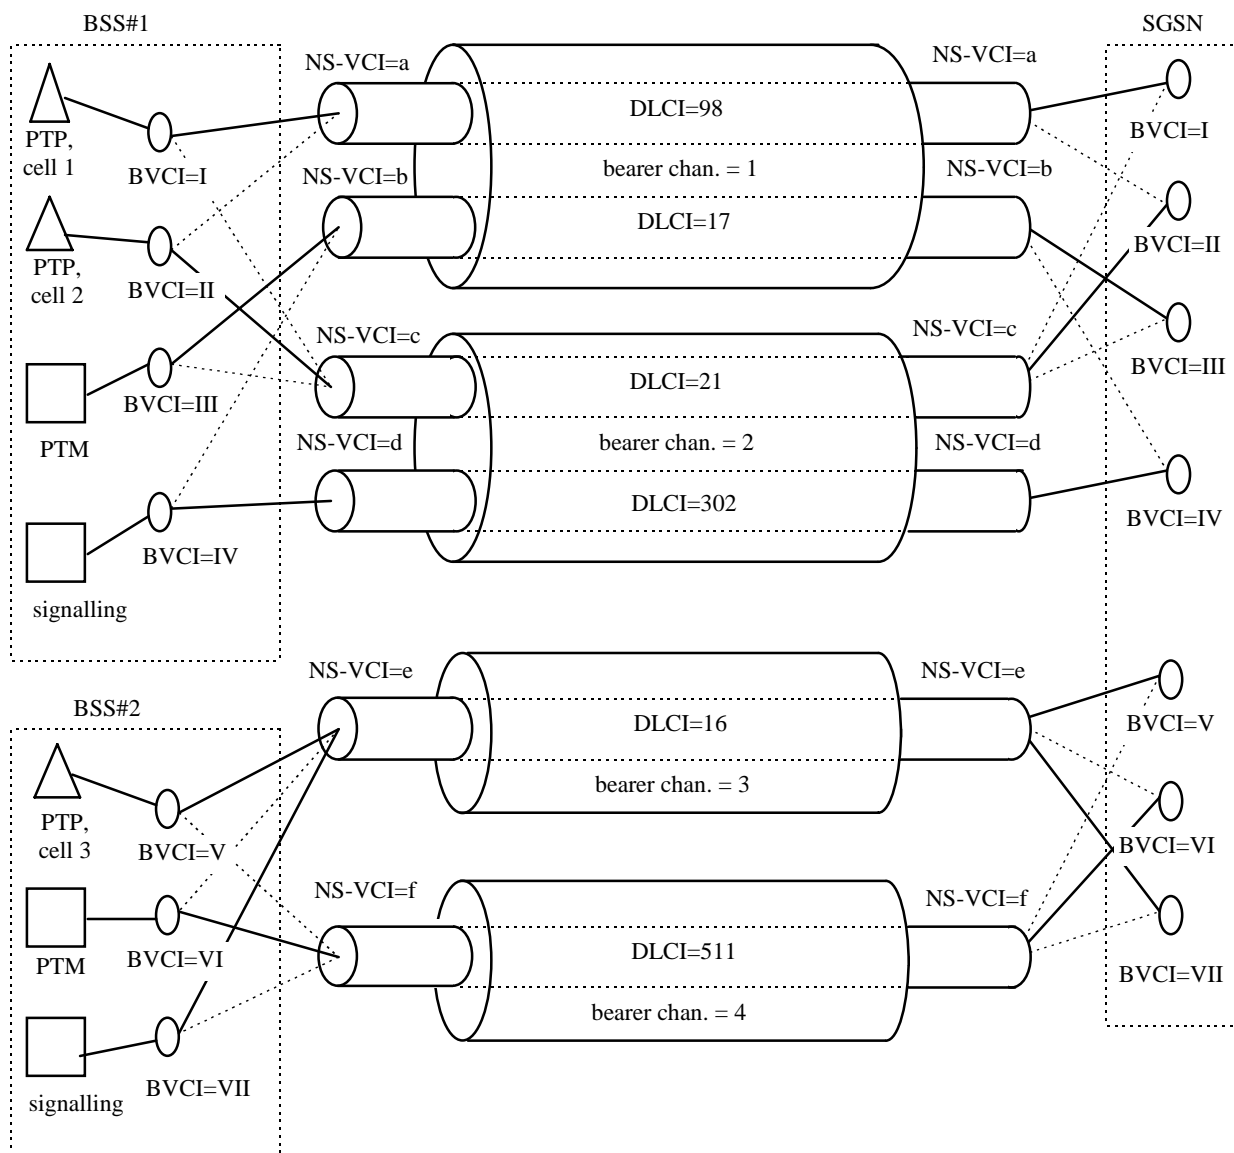 BSS#1
SGSN
NS-VCI=a
NS-VCI=a
DLCI=98
PTP,
cell 1
BVCI=I
BVCI=I
bearer chan. = 1
NS-VCI=b
NS-VCI=b
DLCI=17
PTP,
cell 2
BVCI=II
BVCI=II
NS-VCI=c
NS-VCI=c
DLCI=21
BVCI=III
BVCI=III
PTM
NS-VCI=d
bearer chan. = 2
NS-VCI=d
DLCI=302
BVCI=IV
BVCI=IV
signalling
NS-VCI=e
NS-VCI=e
BSS#2
DLCI=16
BVCI=V
bearer chan. = 3
PTP,
cell 3
BVCI=V
BVCI=VI
NS-VCI=f
NS-VCI=f
DLCI=511
PTM
BVCI=VI
BVCI=VII
bearer chan. = 4
signalling
BVCI=VII